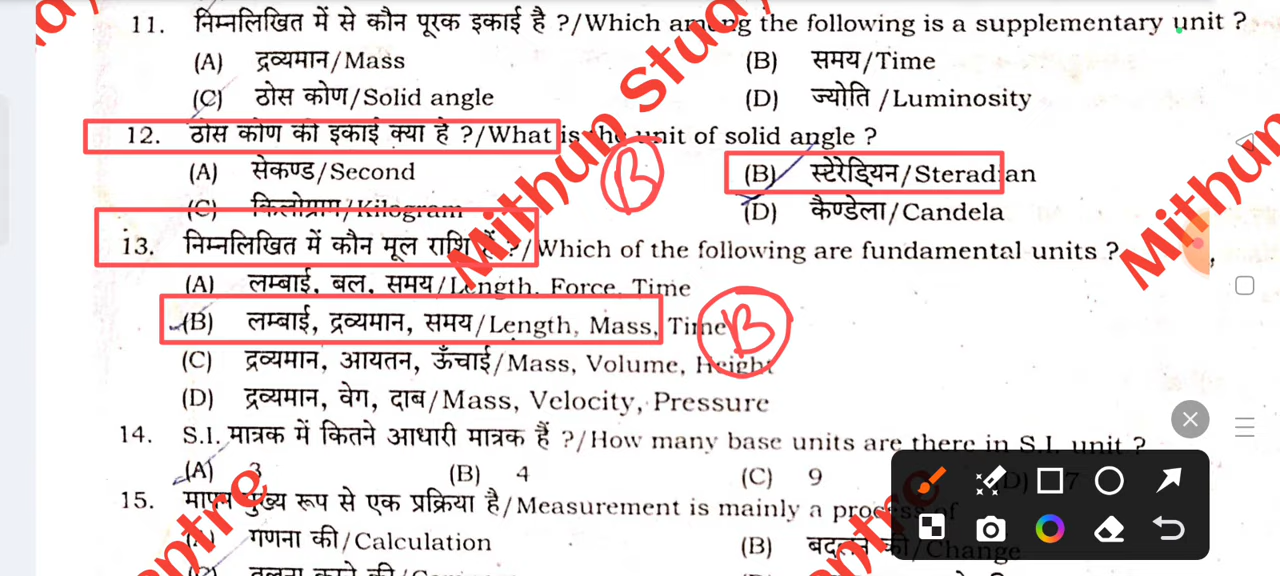 11. निम्नलिखित में से कौन पूरक इकाई है ?/Which among the following is a supplementary unit ?
(A) द्रव्यमान/Mass (B) समय/Time
(C) ठोस कोण/Solid angle (D) ज्योति /Luminosity
12. ठोस कोण की इकाई क्या है ?/What is the unit of solid angle ?
(A) सेकण्ड/Second (B) स्टेरेडियन/Steradian
(C) किलोग्राम/Kilogram (D) कैण्डेला/Candela
B
13. निम्नलिखित में कौन मूल राशि हैं ?/Which of the following are fundamental units ?
(A) लम्बाई, बल, समय/Length, Force, Time
(B) लम्बाई, द्रव्यमान, समय/Length, Mass, Time
B
(C) द्रव्यमान, आयतन, ऊँचाई/Mass, Volume, Height
(D) द्रव्यमान, वेग, दाब/Mass, Velocity, Pressure
14. S.I. मात्रक में कितने आधारी मात्रक हैं ?/How many base units are there in S.I. unit ?
(A) 3 (B) 4 (C) 9 (D) 7
15. मापन मुख्य रूप से एक प्रक्रिया है/Measurement is mainly a process of
(A) गणना की/Calculation (B) बदलने की/Change
Mithun Stud
Mithun
entre
entre